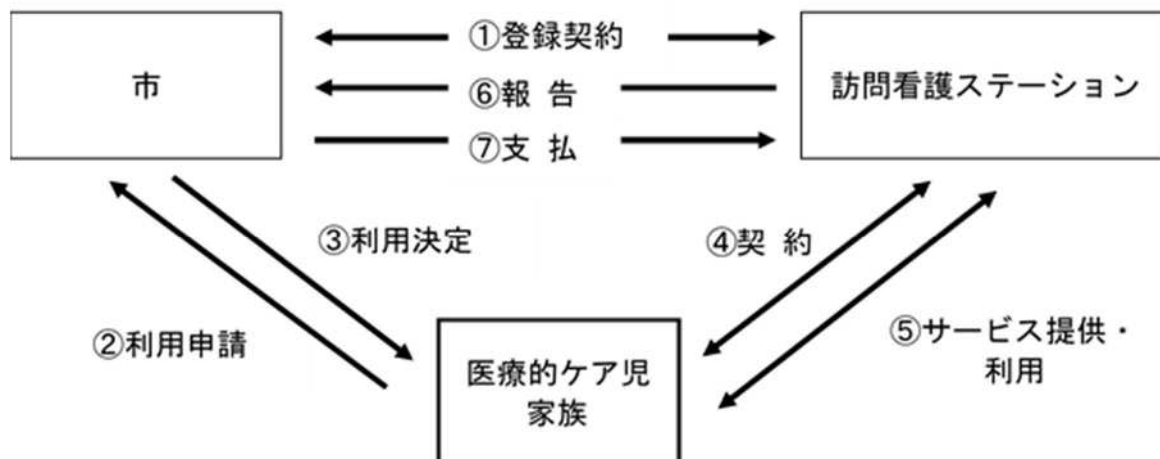 市
①登録契約
⑥報 告
⑦支 払
訪問看護ステーション
③利用決定
④契 約
②利用申請
⑤サービス提供・
利用
医療的ケア児
家族